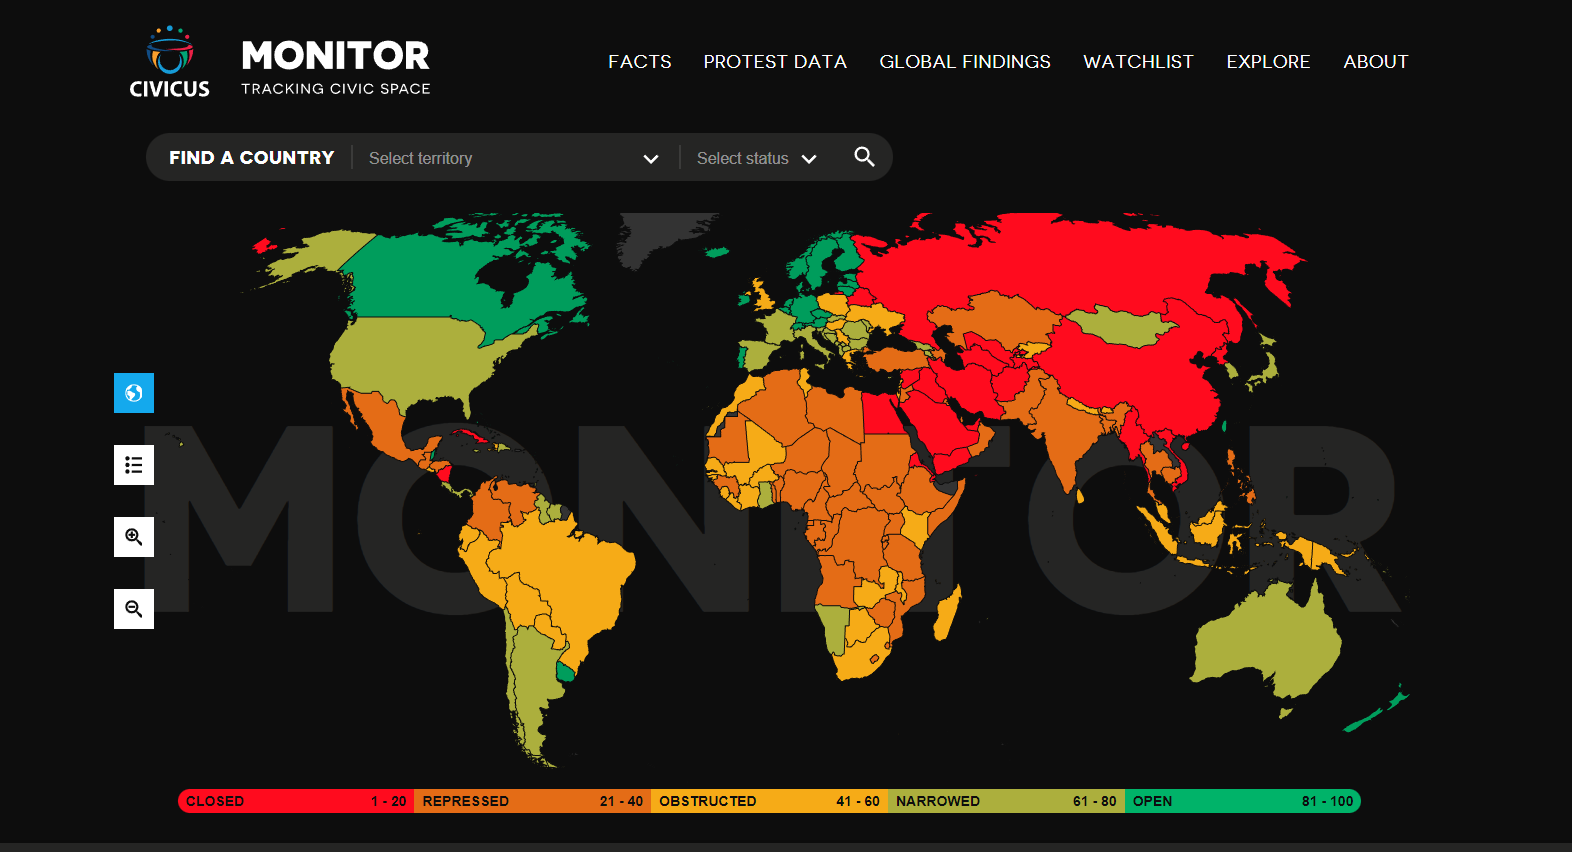 CIVICUS
MONITOR
TRACKING CIVIC SPACE
FACTS
PROTEST DATA
GLOBAL FINDINGS
WATCHLIST
EXPLORE
ABOUT
FIND A COUNTRY
Select territory
Select status
MONITOR
CLOSED 1 - 20
REPRESSED 21 - 40
OBSTRUCTED 41 - 60
NARROWED 61 - 80
OPEN 81 - 100